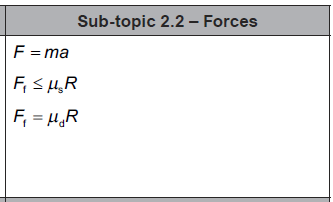 Sub-topic 2.2 – Forces
F = ma
F_f ≤ μ_s R
F_f = μ_d R